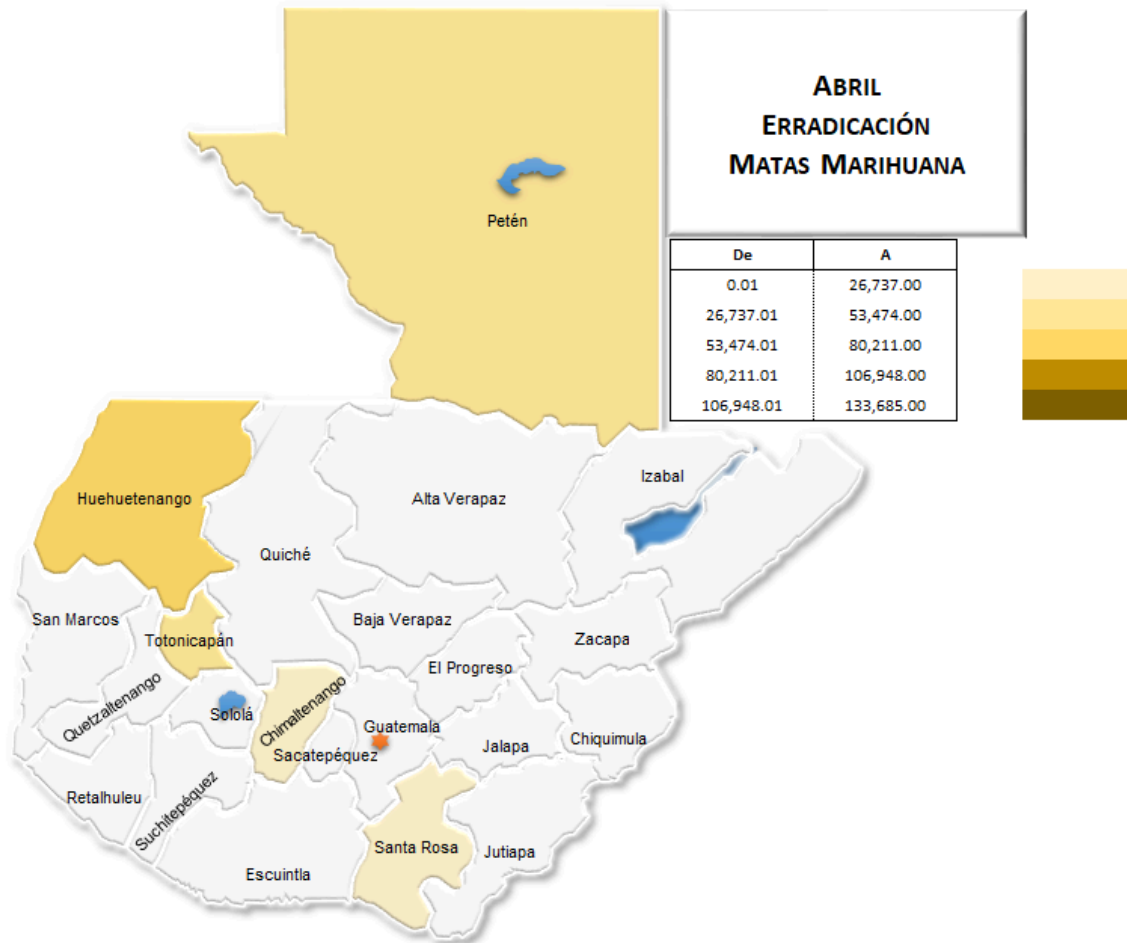 ABRIL
ERRADICACIÓN
MATAS MARIHUANA
De A
0.01 26,737.00
26,737.01 53,474.00
53,474.01 80,211.00
80,211.01 106,948.00
106,948.01 133,685.00
Petén
Huehuetenango
Quiché
Alta Verapaz
Izabal
San Marcos
Totonicapán
Baja Verapaz
Zacapa
El Progreso
Quetzaltenango
Sololá
Chimaltenango
Sacatepéquez
Guatemala
Jalapa
Chiquimula
Retalhuleu
Suchitepéquez
Escuintla
Santa Rosa
Jutiapa